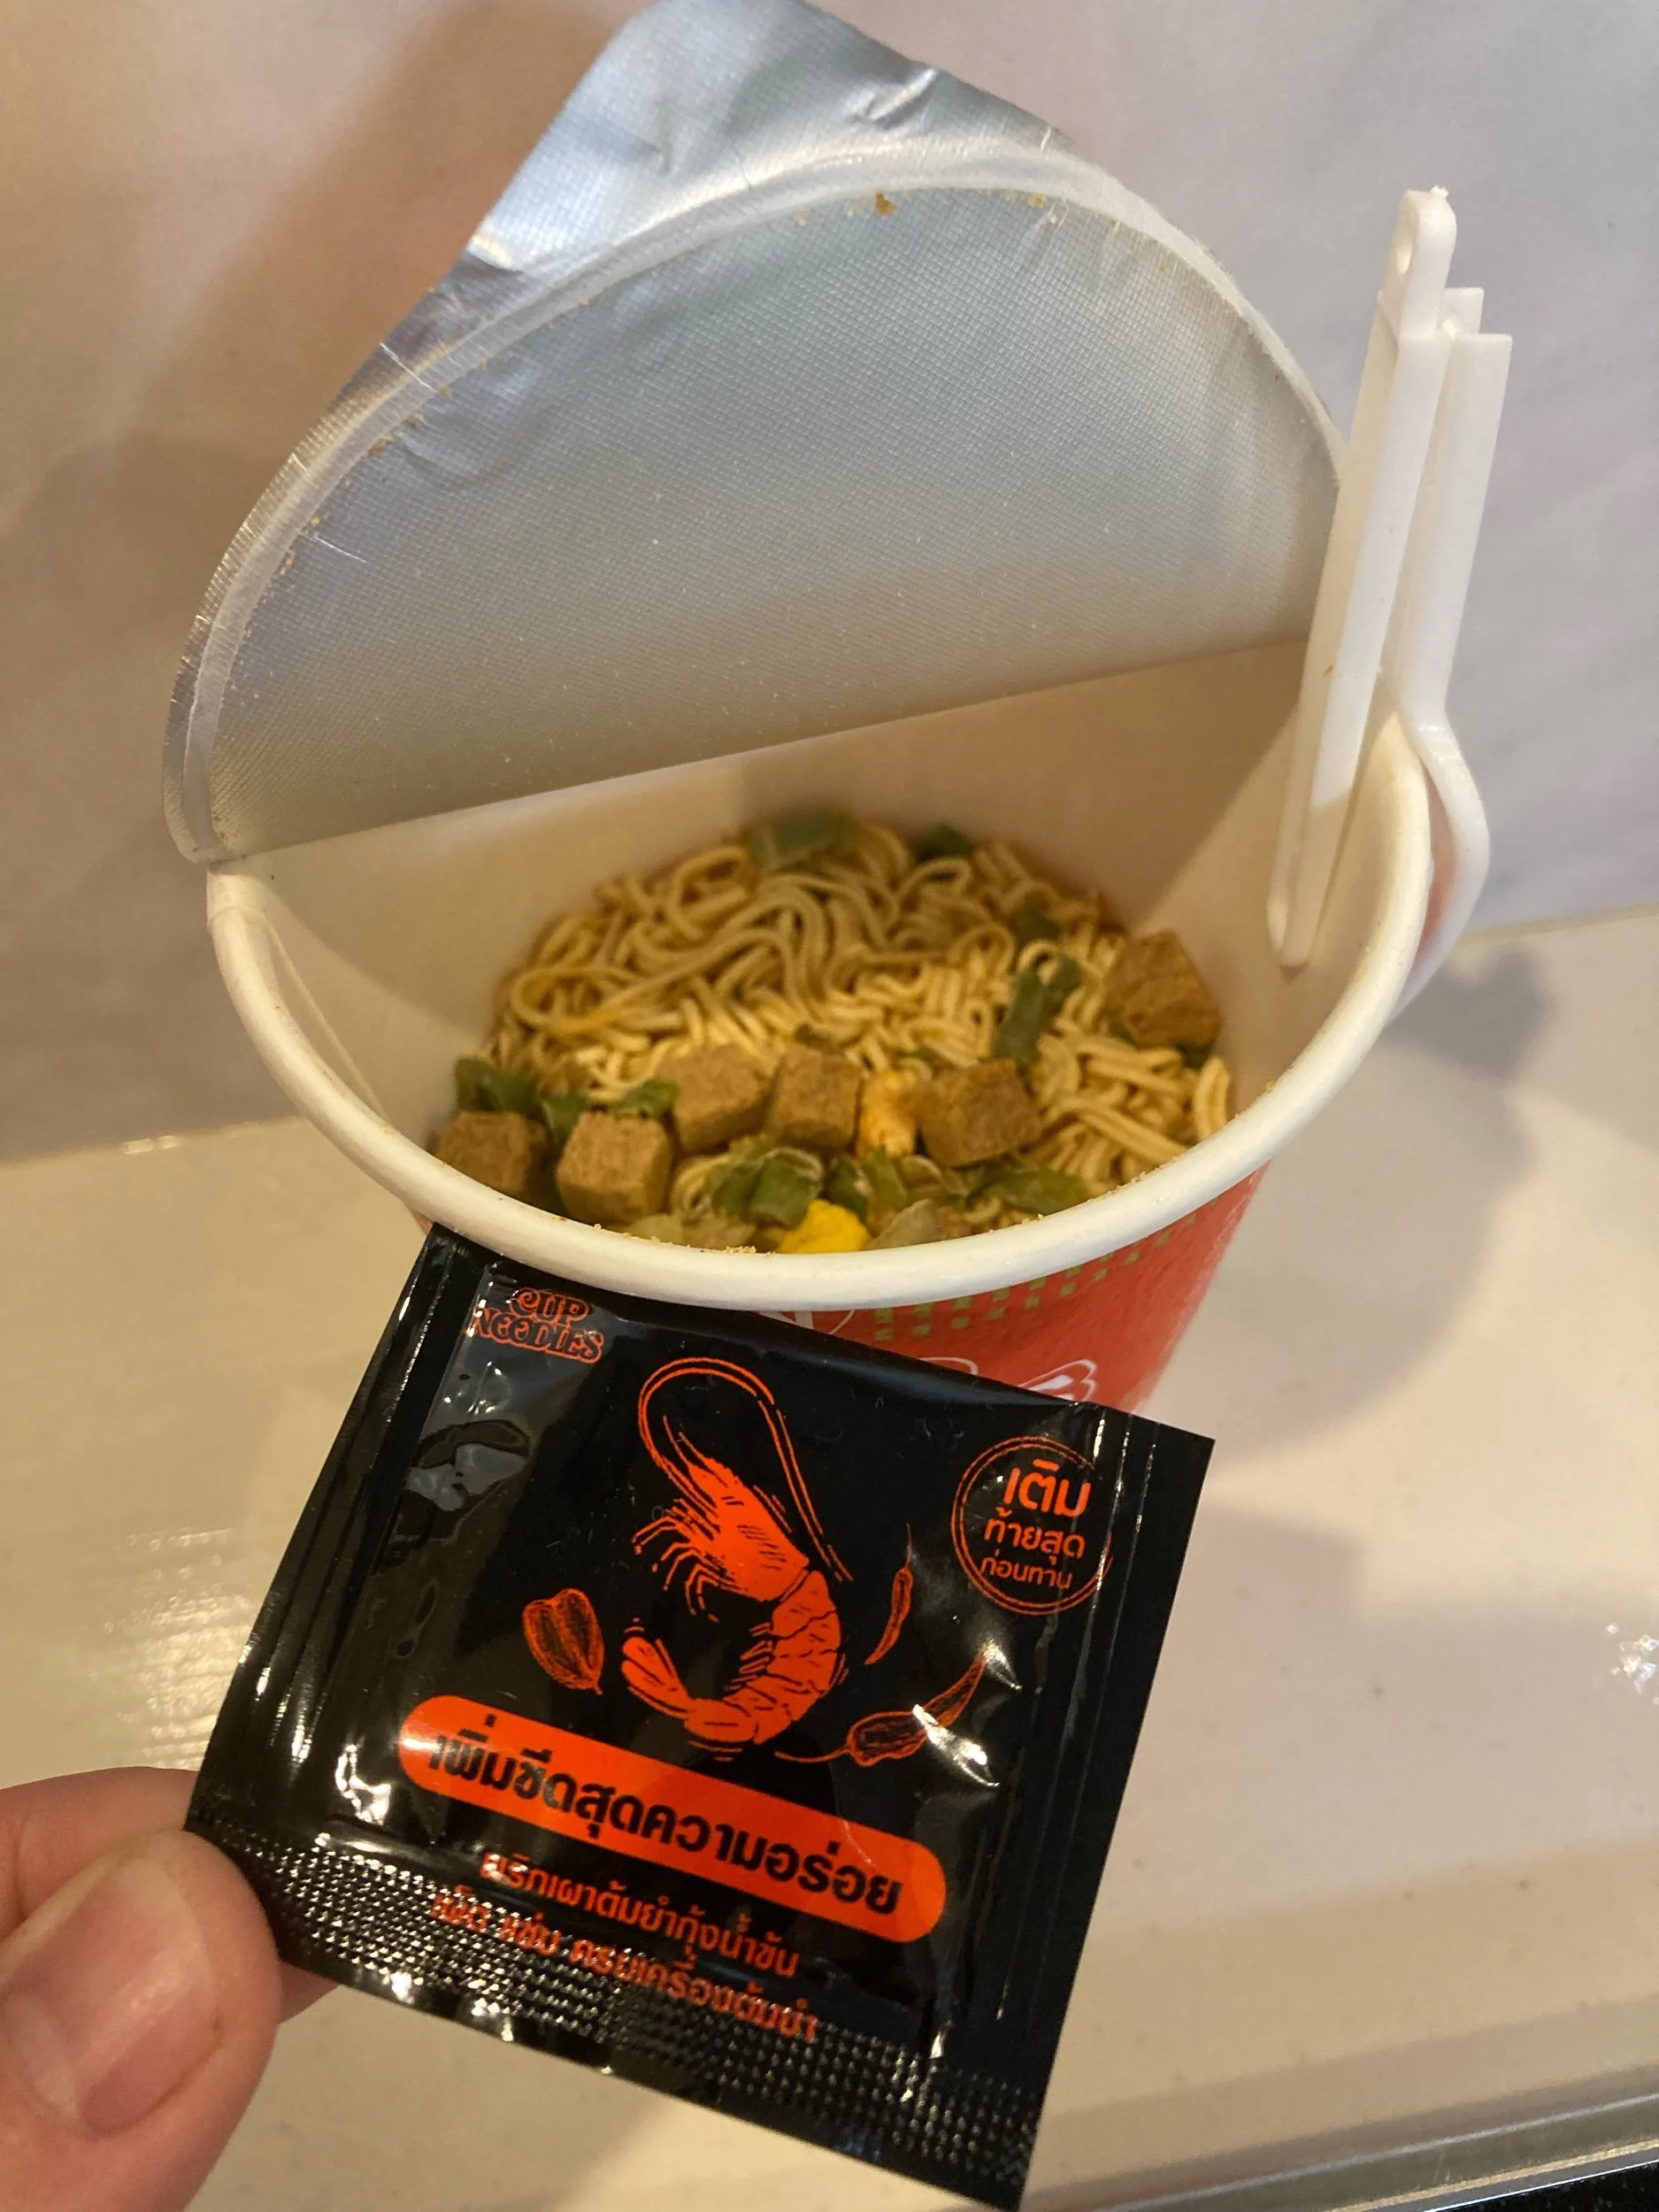 CUP
NOODLES
เติม
ท้ายสุด
ก่อนทาน
เพิ่มขีดสุดความอร่อย
พริกเผาต้มยำกุ้งน้ำข้น
เผ็ด แซ่บ ครบเครื่องต้มยำ